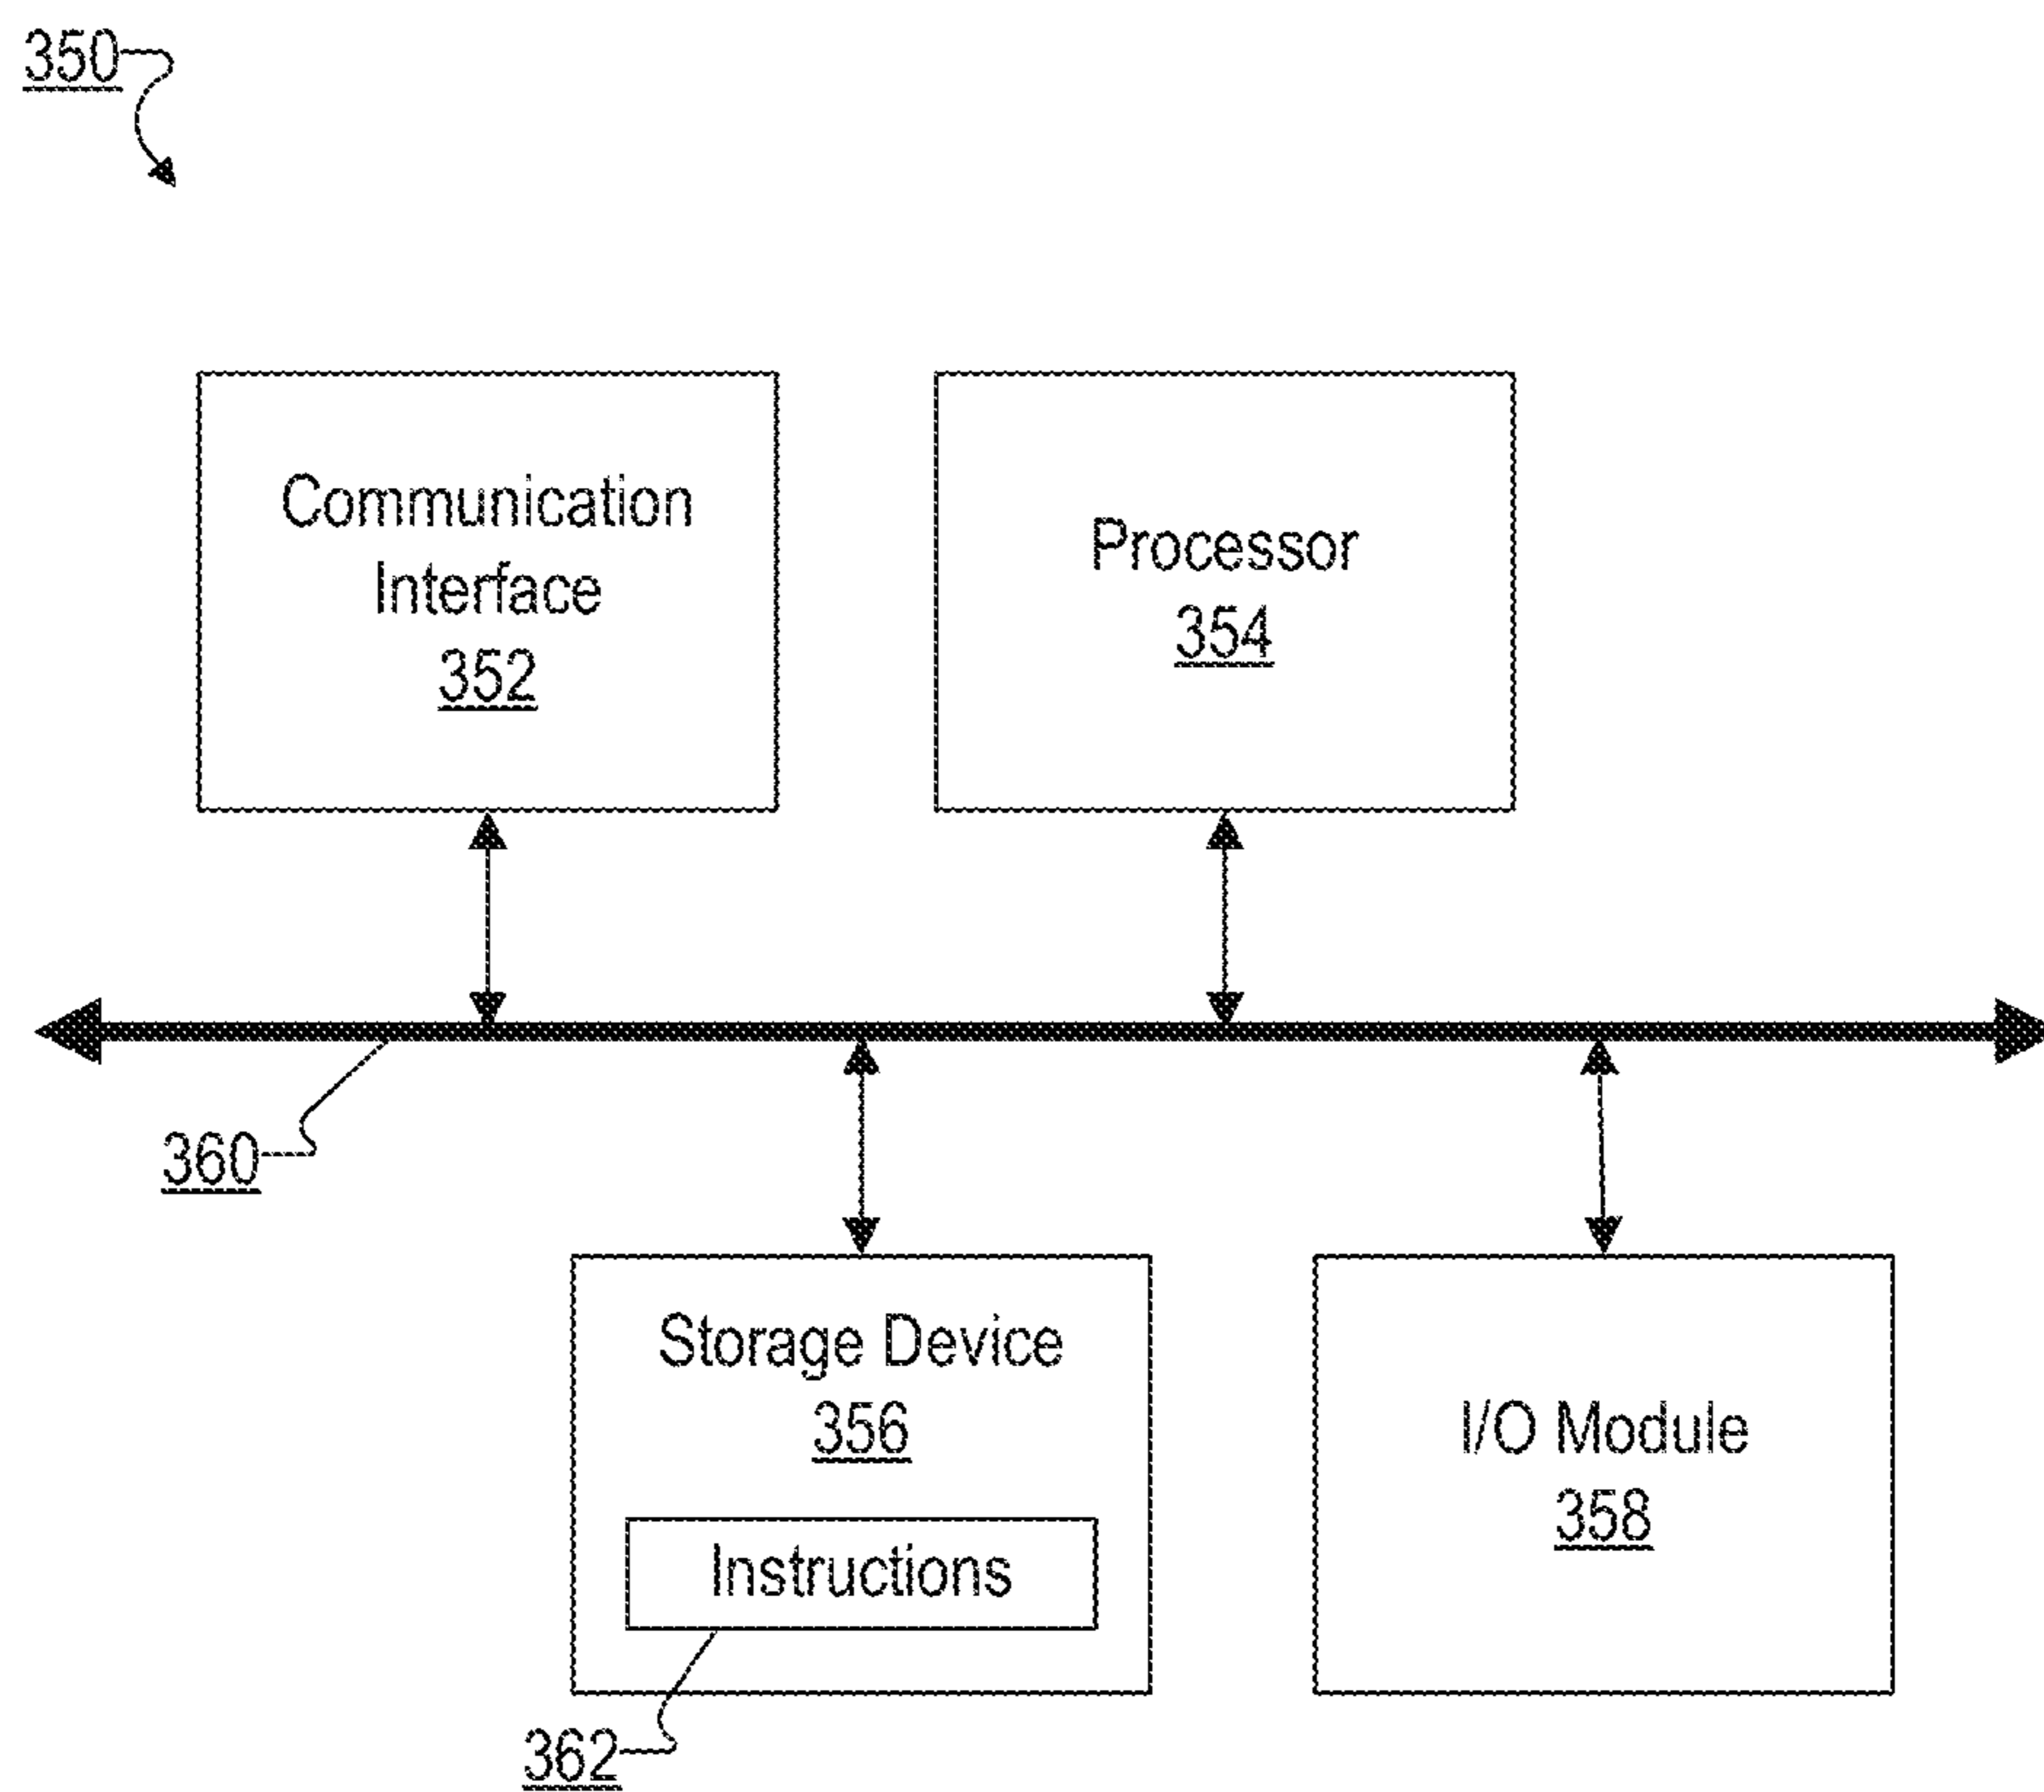 350
Communication
Interface
352
Processor
354
360
Storage Device
356
Instructions
362
I/O Module
358